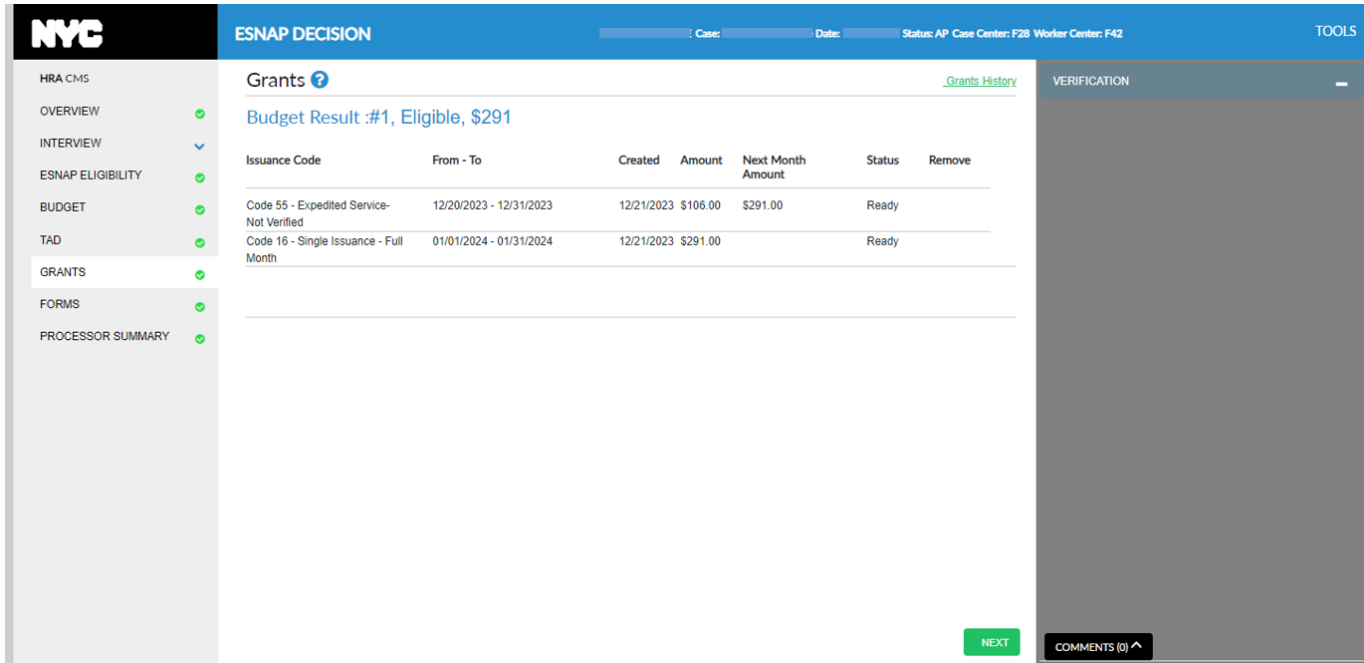 NYC
ESNAP DECISION
: Case:
Date:
Status: AP Case Center: F28 Worker Center: F42
TOOLS
HRA CMS
OVERVIEW
INTERVIEW
ESNAP ELIGIBILITY
BUDGET
TAD
GRANTS
FORMS
PROCESSOR SUMMARY
Grants ?
Grants History
Budget Result :#1, Eligible, $291
Issuance Code From - To Created Amount Next Month Status Remove
Amount
Code 55 - Expedited Service- 12/20/2023 - 12/31/2023 12/21/2023 $106.00 $291.00 Ready
Not Verified
Code 16 - Single Issuance - Full 01/01/2024 - 01/31/2024 12/21/2023 $291.00 Ready
Month
NEXT
VERIFICATION
COMMENTS (0)